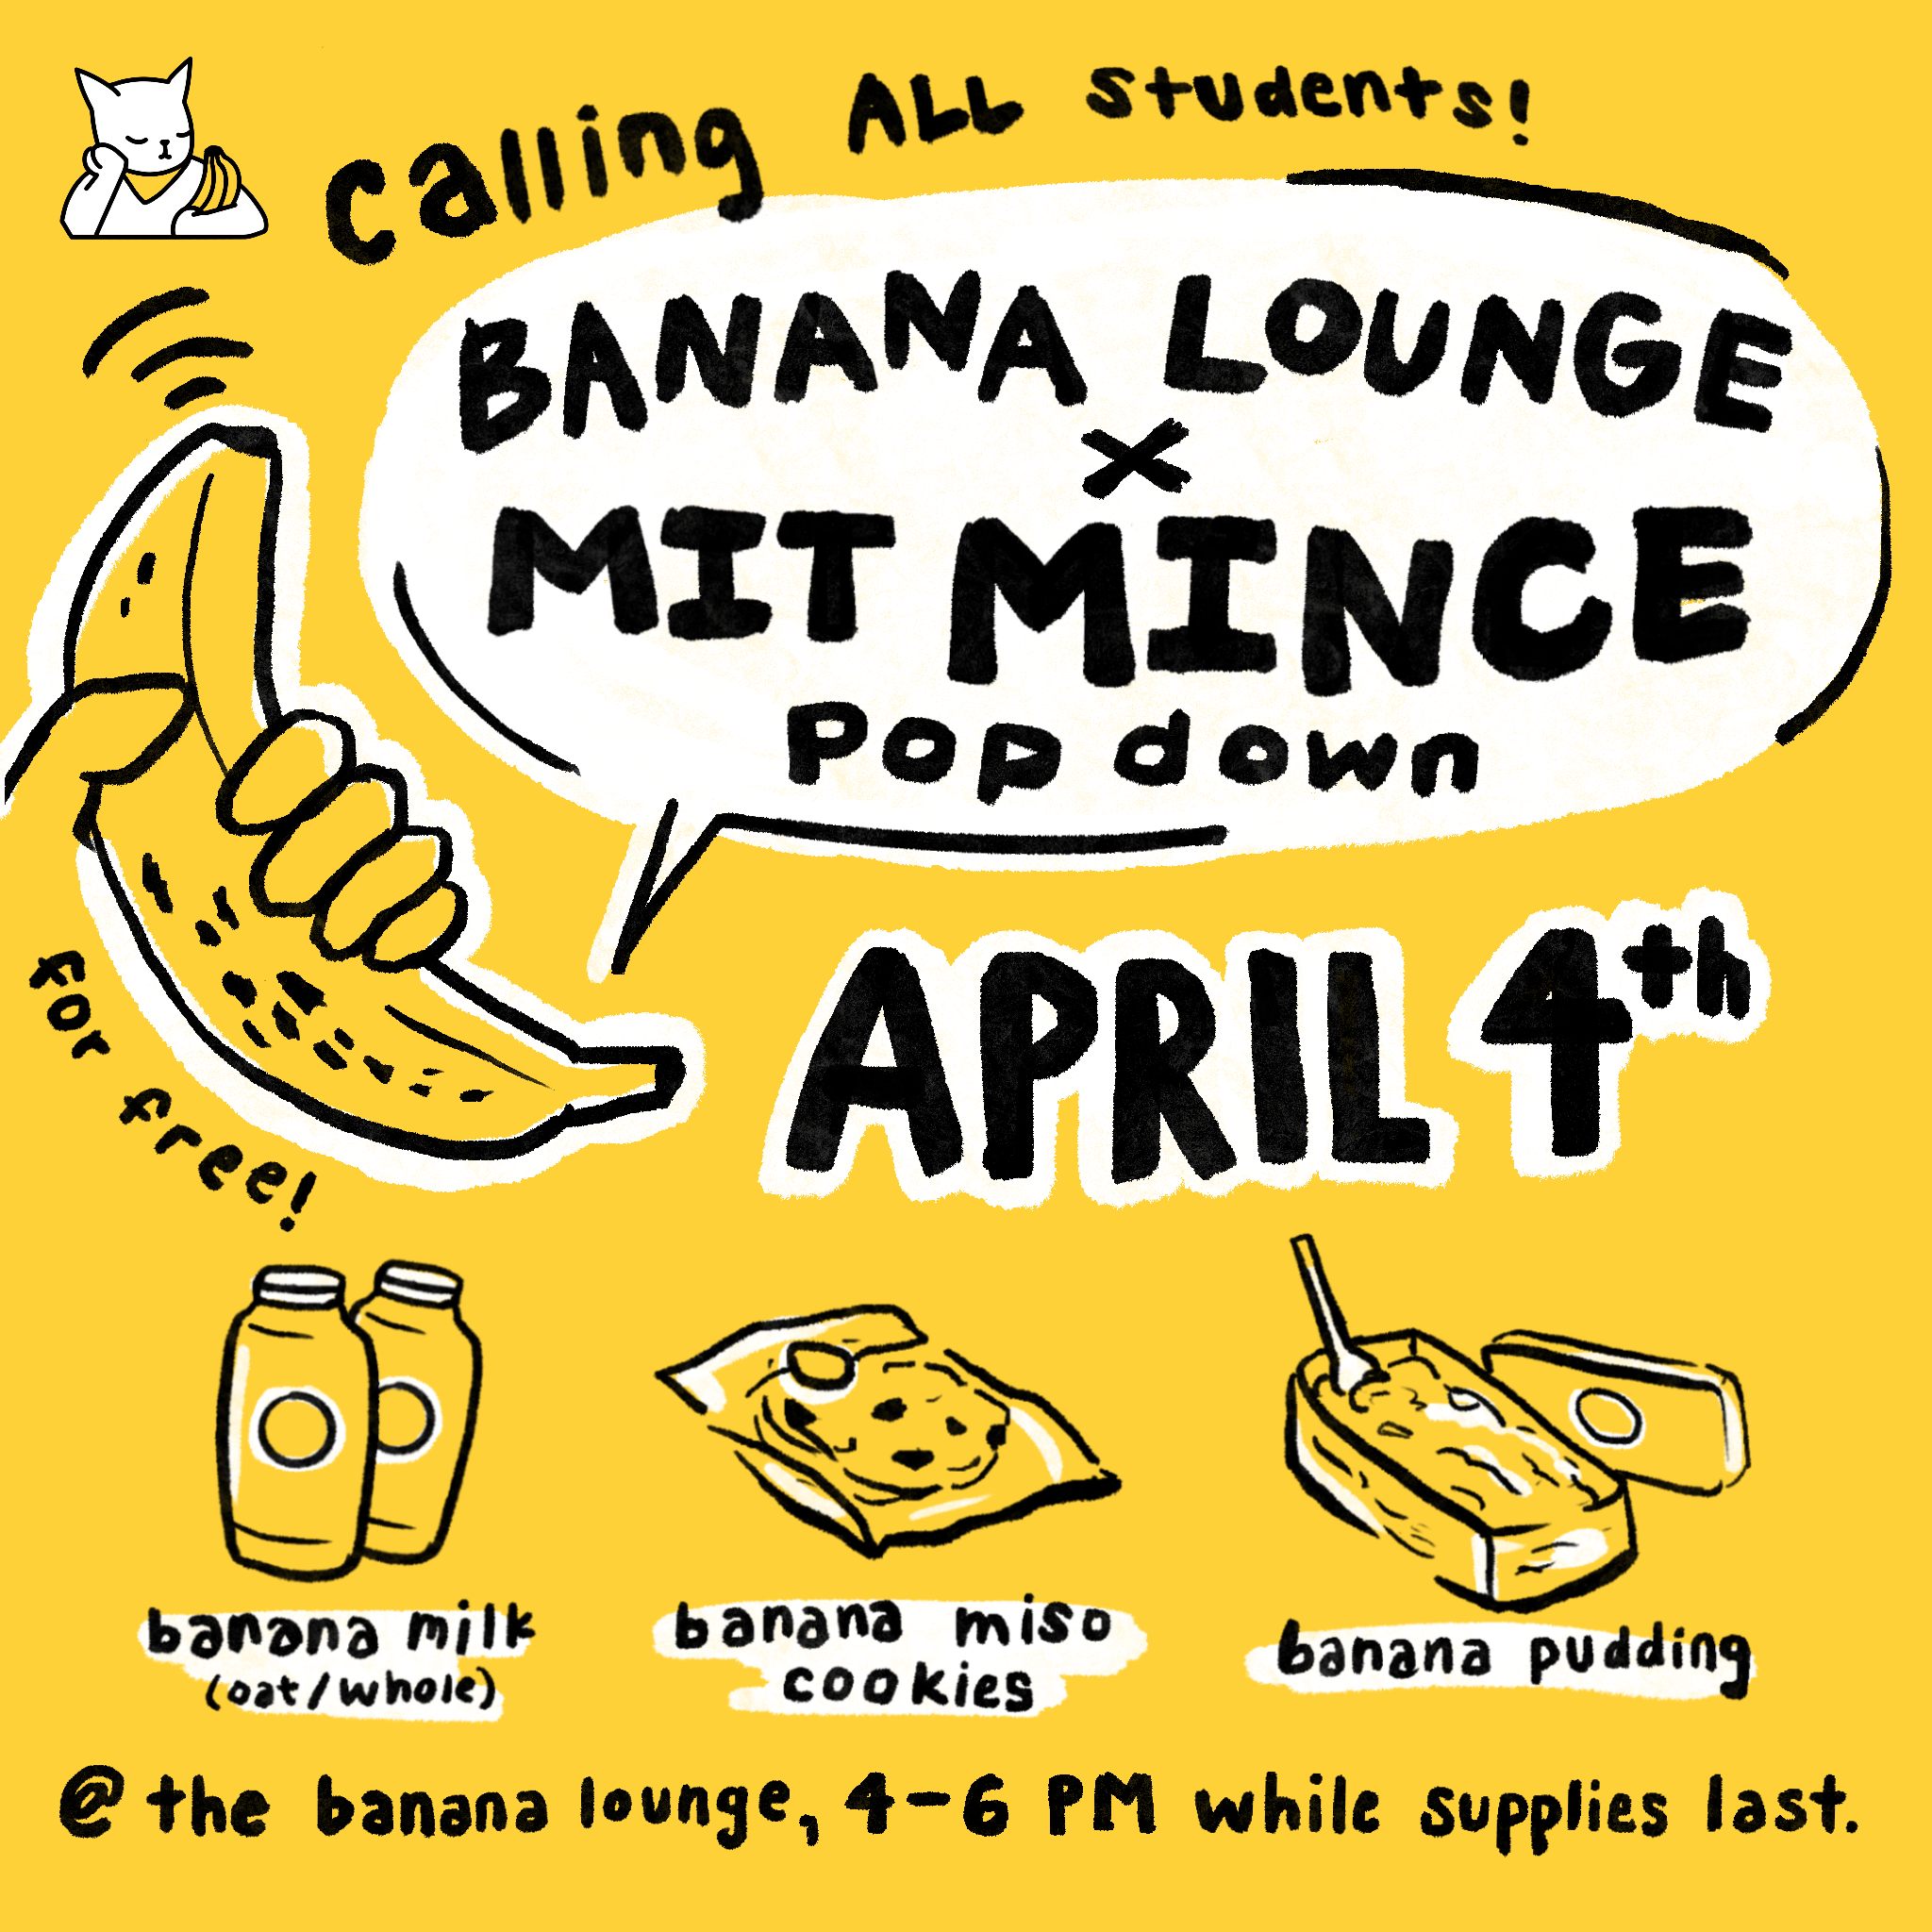 calling ALL students!
BANANA LOUNGE
×
MIT MINCE
pop down
APRIL 4th
for free!
banana milk
(oat/whole)
banana miso
cookies
banana pudding
@ the banana lounge, 4-6 PM while supplies last.